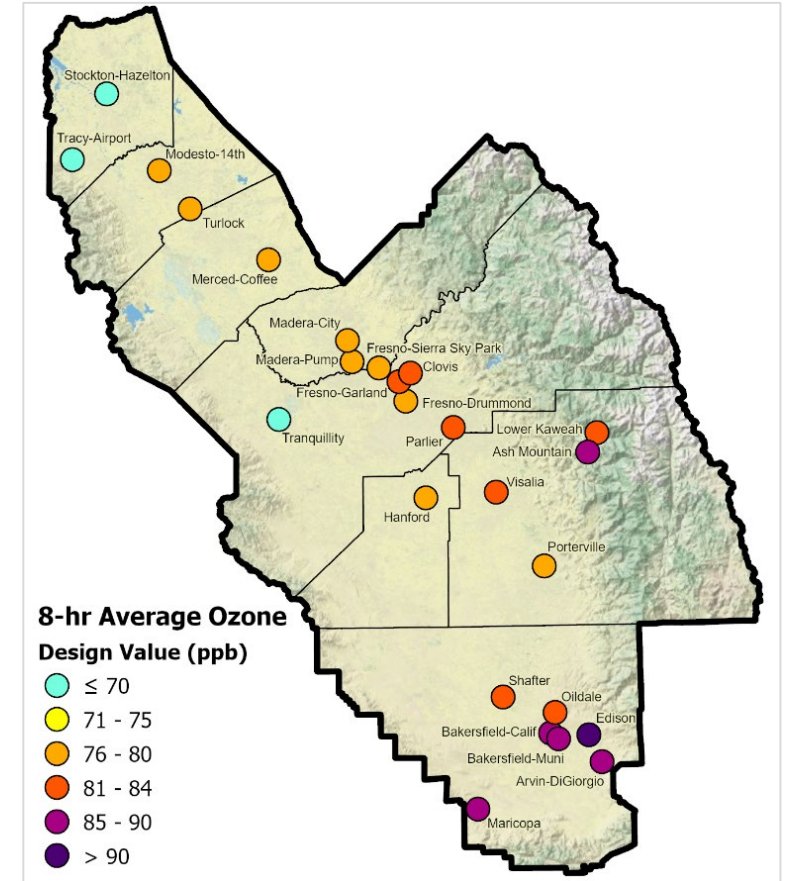 Stockton-Hazelton
Tracy-Airport
Modesto-14th
Turlock
Merced-Coffee
Madera-City
Fresno-Sierra Sky Park
Madera-Pump
Clovis
Fresno-Garland
Fresno-Drummond
Tranquillity
Parlier
Lower Kaweah
Ash Mountain
Visalia
Hanford
Porterville
8-hr Average Ozone
Design Value (ppb)
≤ 70
71 - 75
76 - 80
81 - 84
85 - 90
> 90
Shafter
Oildale
Edison
Bakersfield-Calif
Bakersfield-Muni
Arvin-DiGiorgio
Maricopa